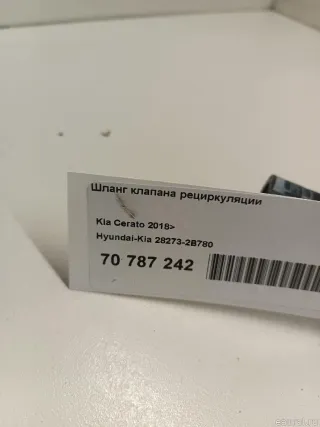 Шланг клапана рециркуляции
Kia Cerato 2018>
Hyundai-Kia 28273-2B780
70 787 242